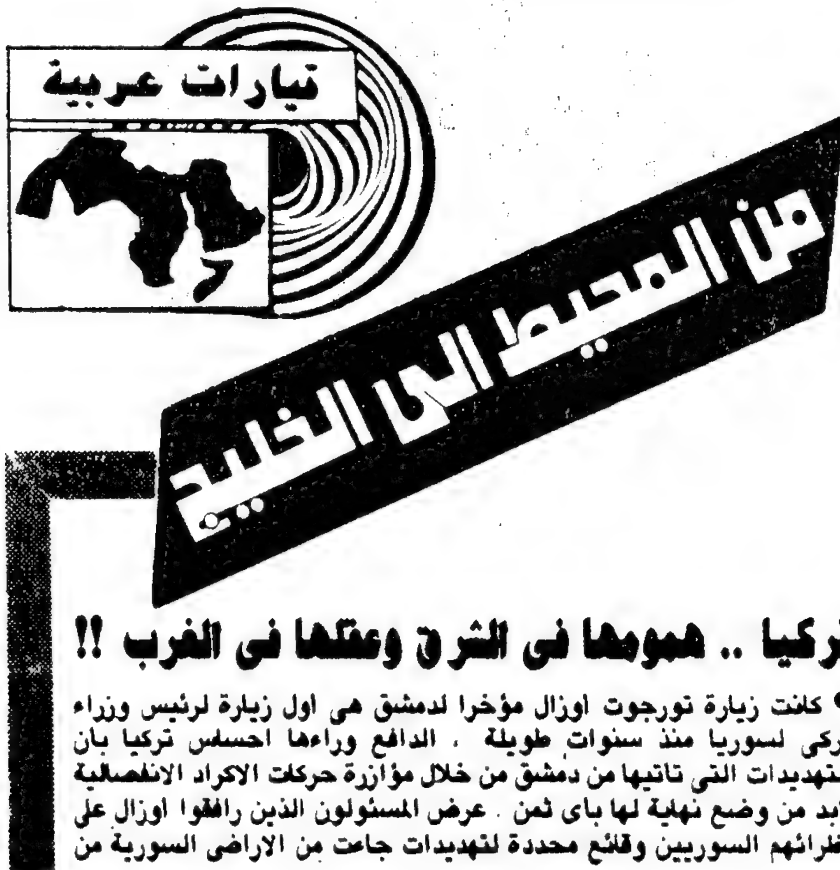 تيارات عربية
من المحيط الى الخليج
تركيا .. همومها فى الشرق وعقلها فى الغرب !!
كانت زيارة تورجوت اوزال مؤخرا لدمشق هى اول زيارة لرئيس وزراء
تركى لسوريا منذ سنوات طويلة . الدافع وراءها احساس تركيا بان
التهديدات التى تاتيها من دمشق من خلال مؤازرة حركات الاكراد الانفصالية
لابد من وضع نهاية لها باى ثمن . عرض المسئولون الذين رافقوا اوزال على
نظرائهم السوريين وقائع محددة لتهديدات جاءت من الاراضى السورية من